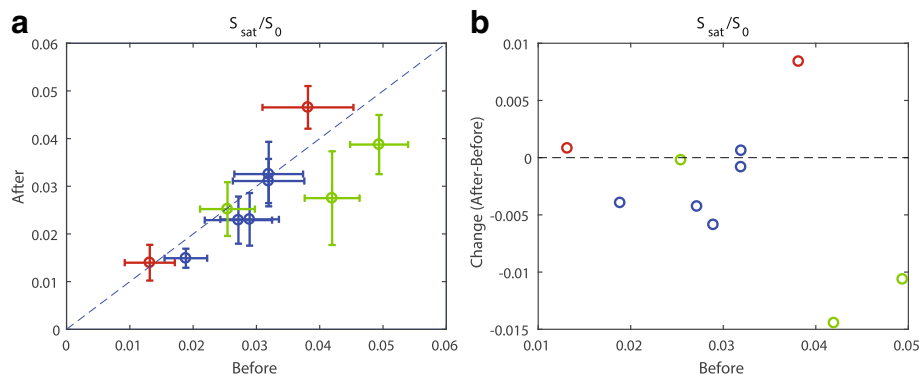 a
S_sat/S_0
0.06
0.05
0.04
0.03
0.02
0.01
0
After
0 0.01 0.02 0.03 0.04 0.05 0.06
Before
b
S_sat/S_0
0.01
0.005
0
-0.005
-0.01
-0.015
Change (After-Before)
0.01 0.02 0.03 0.04 0.05
Before